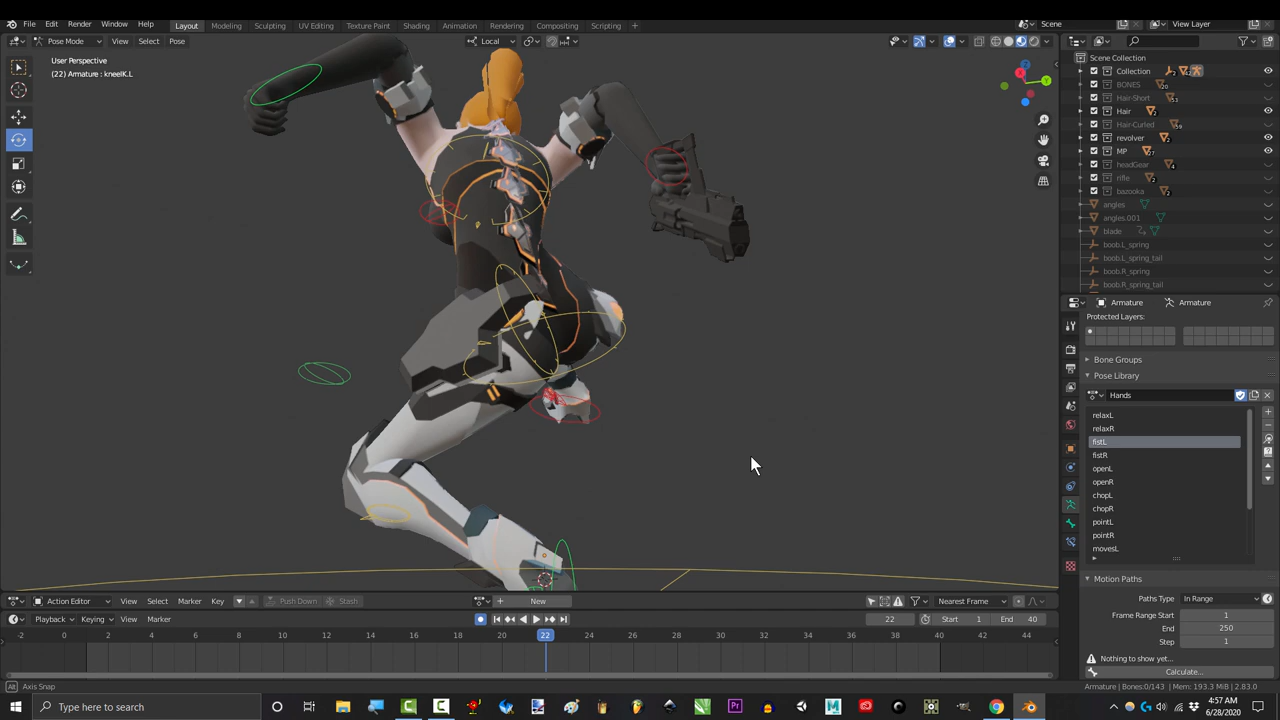 File Edit Render Window Help Layout Modeling Sculpting UV Editing Texture Paint Shading Animation Rendering Compositing Scripting + Scene View Layer
Pose Mode View Select Pose Local
User Perspective
(22) Armature : kneeIK.L
Scene Collection
Collection
BONES
Hair-Short
Hair
Hair-Curled
revolver
MP
headGear
rifle
bazooka
angles
angles.001
blade
boob.L_spring
boob.L_spring_tail
boob.R_spring
boob.R_spring_tail
Armature Armature
Protected Layers:
Bone Groups
Pose Library
Hands
relaxL
relaxR
fistL
fistR
openL
openR
chopL
chopR
pointL
pointR
movesL
Motion Paths
Paths Type In Range
Frame Range Start 1
End 250
Step 1
Nothing to show yet...
Calculate...
Action Editor View Select Marker Key Push Down Stash New Nearest Frame
Playback Keying View Marker 22 Start 1 End 40
-2 0 2 4 6 8 10 12 14 16 18 20 22 24 26 28 30 32 34 36 38 40 42 44
Axis Snap
Armature | Bones:0/143 | Mem: 193.3 MiB | 2.83.0
Type here to search
4:57 AM
6/28/2020